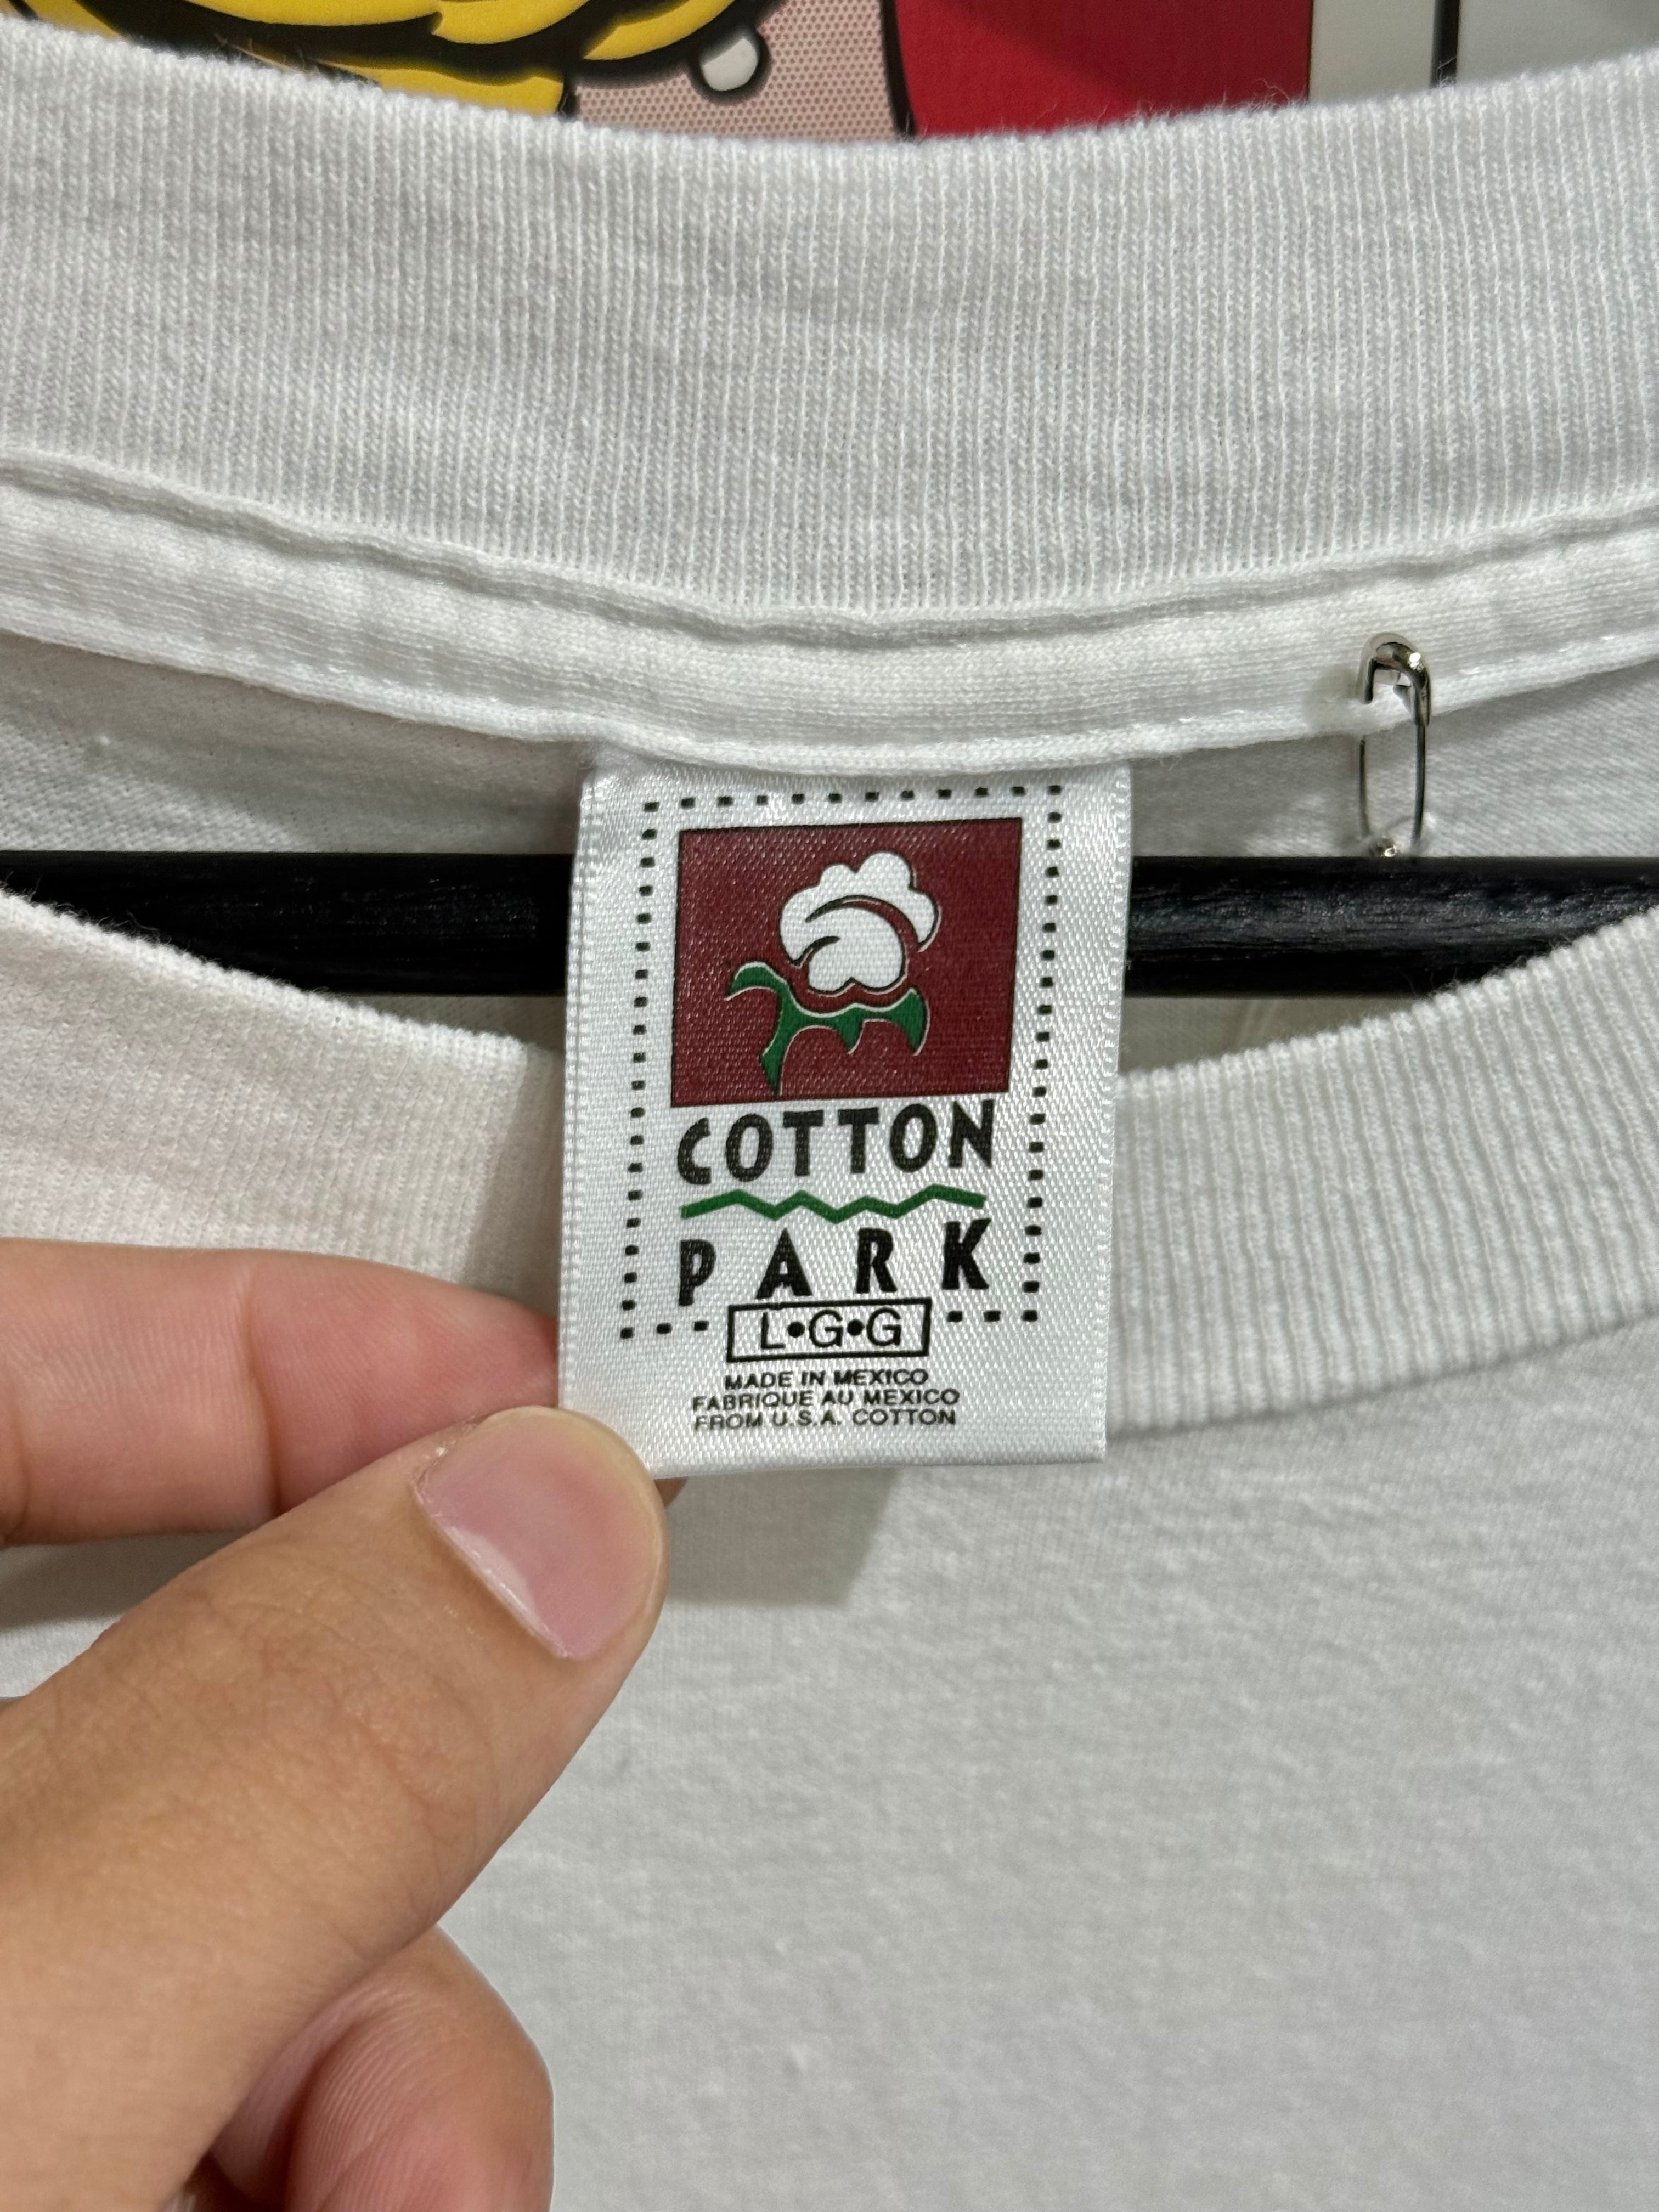 COTTON
PARK
L•G•G
MADE IN MEXICO
FABRIQUE AU MEXICO
FROM U.S.A. COTTON